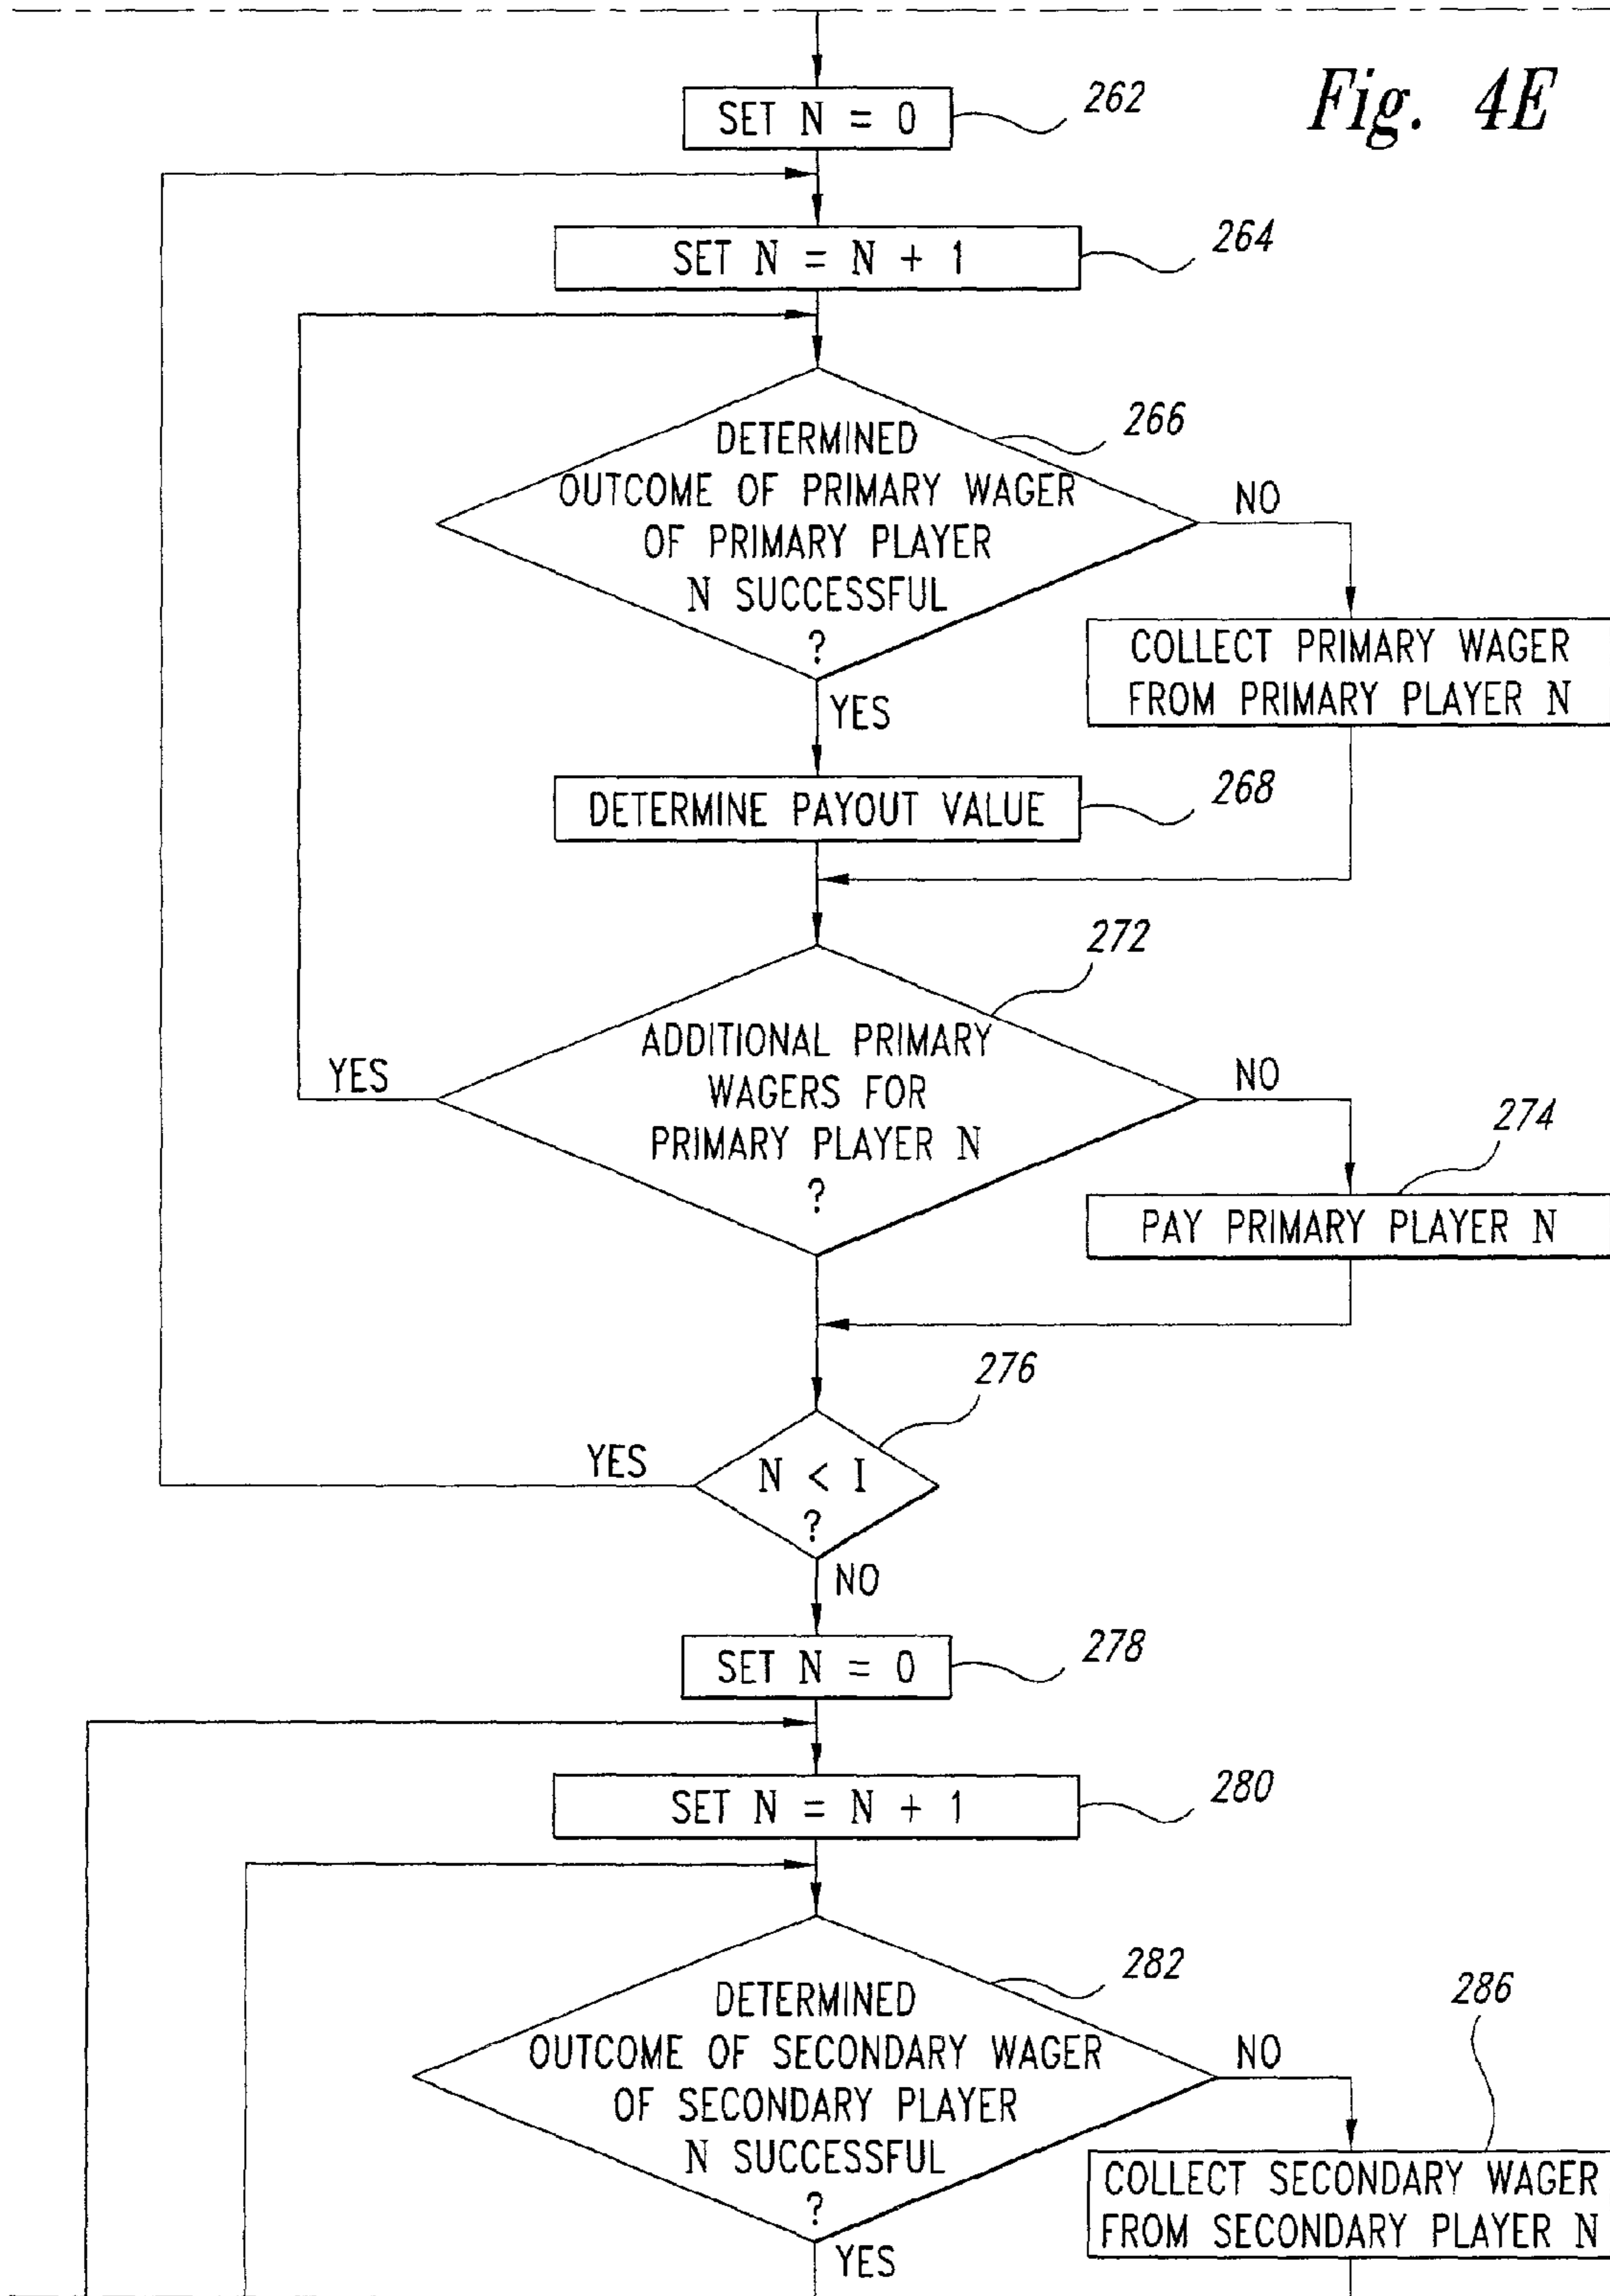 Fig. 4E
SET N = 0
262
SET N = N + 1
264
DETERMINED
OUTCOME OF PRIMARY WAGER
OF PRIMARY PLAYER
N SUCCESSFUL
?
266
NO
COLLECT PRIMARY WAGER
FROM PRIMARY PLAYER N
YES
DETERMINE PAYOUT VALUE
268
ADDITIONAL PRIMARY
WAGERS FOR
PRIMARY PLAYER N
?
272
YES
NO
274
PAY PRIMARY PLAYER N
276
YES
N < I
?
NO
SET N = 0
278
SET N = N + 1
280
DETERMINED
OUTCOME OF SECONDARY WAGER
OF SECONDARY PLAYER
N SUCCESSFUL
?
282
NO
286
COLLECT SECONDARY WAGER
FROM SECONDARY PLAYER N
YES